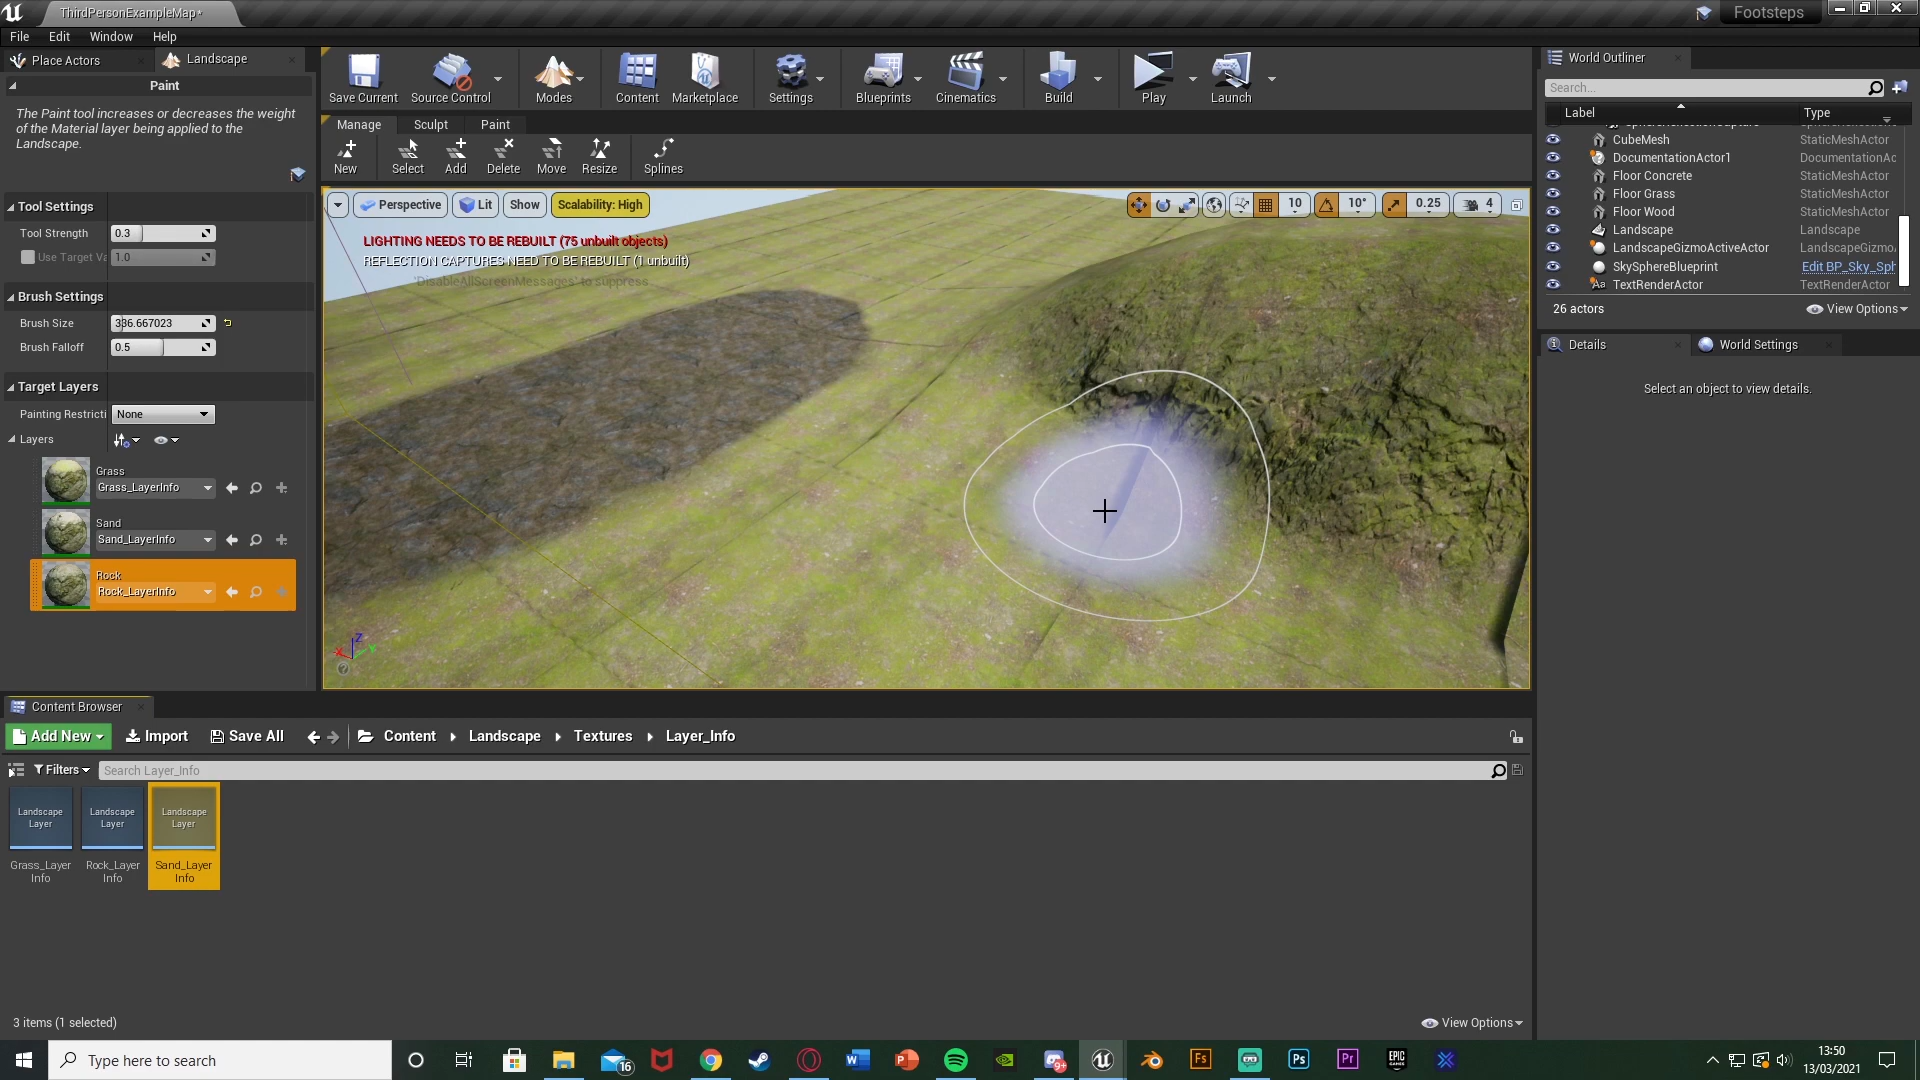 ThirdPersonExampleMap*
Footsteps
File Edit Window Help
Place Actors
Landscape
Paint
The Paint tool increases or decreases the weight
of the Material layer being applied to the
Landscape.
Tool Settings
Tool Strength 0.3
Use Target Va 1.0
Brush Settings
Brush Size 336.667023
Brush Falloff 0.5
Target Layers
Painting Restricti None
Layers
Grass
Grass_LayerInfo
Sand
Sand_LayerInfo
Rock
Rock_LayerInfo
Save Current
Source Control
Modes
Content
Marketplace
Settings
Blueprints
Cinematics
Build
Play
Launch
Manage Sculpt Paint
New
Select
Add
Delete
Move
Resize
Splines
Perspective
Lit
Show
Scalability: High
10
10°
0.25
4
LIGHTING NEEDS TO BE REBUILT (75 unbuilt objects)
REFLECTION CAPTURES NEED TO BE REBUILT (1 unbuilt)
'DisableAllScreenMessages' to suppress
X
Y
Z
World Outliner
Search...
Label Type
CubeMesh StaticMeshActor
DocumentationActor1 DocumentationAc
Floor Concrete StaticMeshActor
Floor Grass StaticMeshActor
Floor Wood StaticMeshActor
Landscape Landscape
LandscapeGizmoActiveActor LandscapeGizmo
SkySphereBlueprint Edit BP_Sky_Sph
TextRenderActor TextRenderActor
26 actors
View Options
Details
World Settings
Select an object to view details.
Content Browser
Add New
Import
Save All
Content
Landscape
Textures
Layer_Info
Filters
Search Layer_Info
Landscape
Layer
Grass_Layer
Info
Landscape
Layer
Rock_Layer
Info
Landscape
Layer
Sand_Layer
Info
3 items (1 selected)
View Options
Type here to search
16
W
P
9+
Fs
Ps
Pr
EPIC
GAMES
13:50
13/03/2021